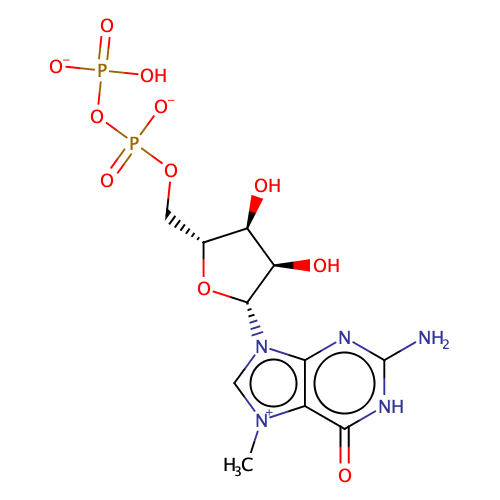 O
O⁻ P OH
O O⁻
P
O O
OH
OH
O
N N NH₂
N⁺ NH
H₃C O